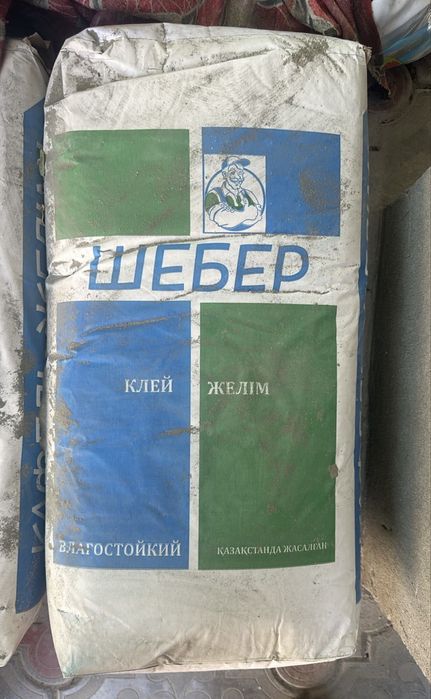 ШЕБЕР
КЛЕЙ ЖЕЛІМ
ВЛАГОСТОЙКИЙ ҚАЗАҚСТАНДА ЖАСАЛҒАН